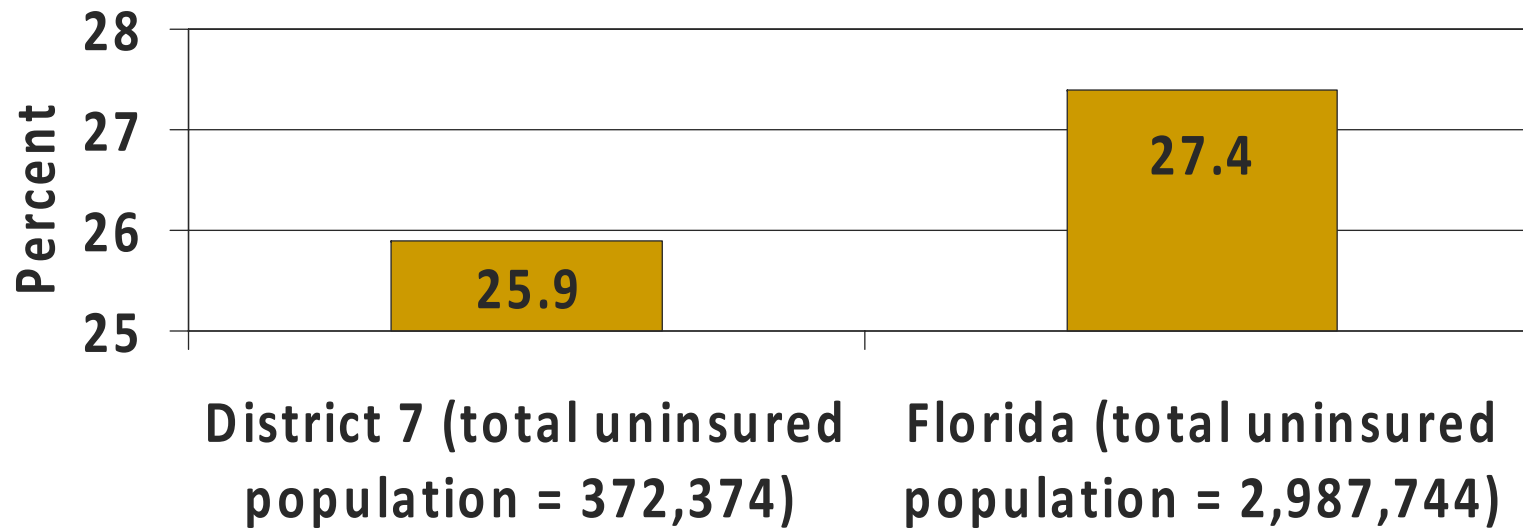 28
27
26
25
Percent
25.9
27.4
District 7 (total uninsured
population = 372,374)
Florida (total uninsured
population = 2,987,744)